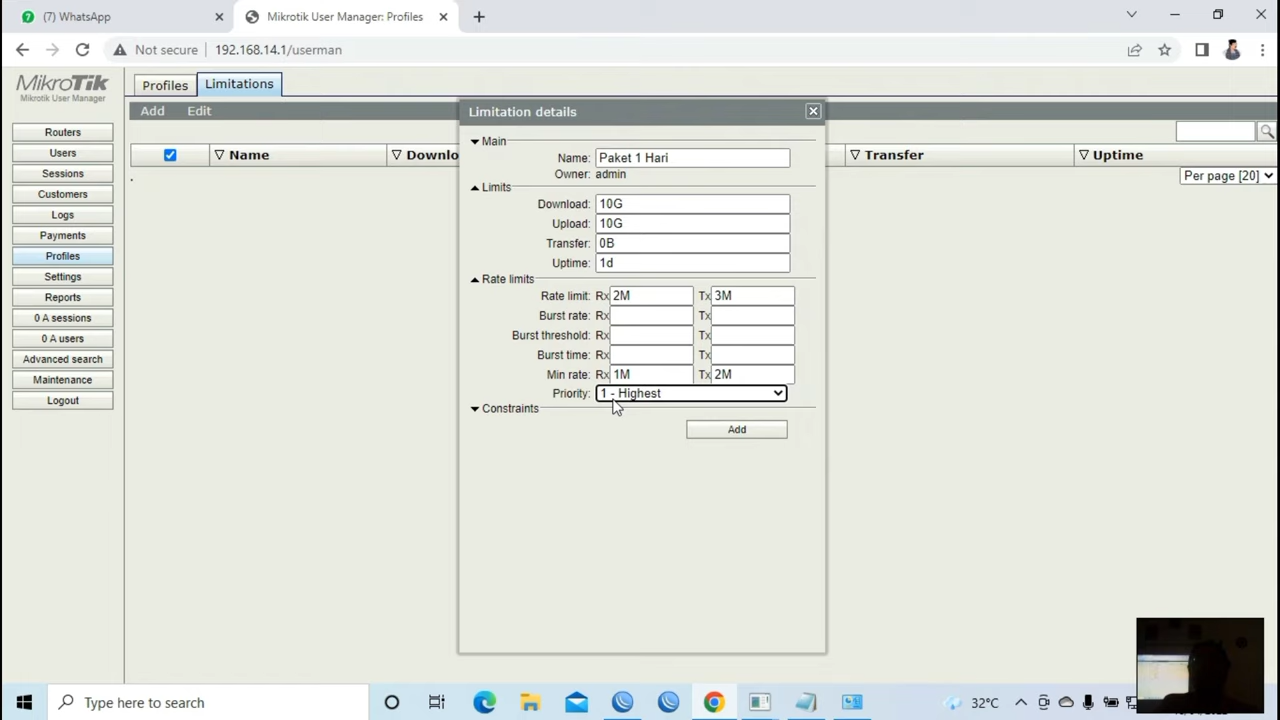 (7) WhatsApp
Mikrotik User Manager: Profiles
Not secure 192.168.14.1/userman
MikroTik
Mikrotik User Manager
Profiles Limitations
Add Edit
Routers
Users
Sessions
Customers
Logs
Payments
Profiles
Settings
Reports
0 A sessions
0 A users
Advanced search
Maintenance
Logout
Name Downlo Transfer Uptime
Per page [20]
Limitation details
Main
Name: Paket 1 Hari
Owner: admin
Limits
Download: 10G
Upload: 10G
Transfer: 0B
Uptime: 1d
Rate limits
Rate limit: Rx 2M Tx 3M
Burst rate: Rx Tx
Burst threshold: Rx Tx
Burst time: Rx Tx
Min rate: Rx 1M Tx 2M
Priority: 1 - Highest
Constraints
Add
Type here to search
32°C